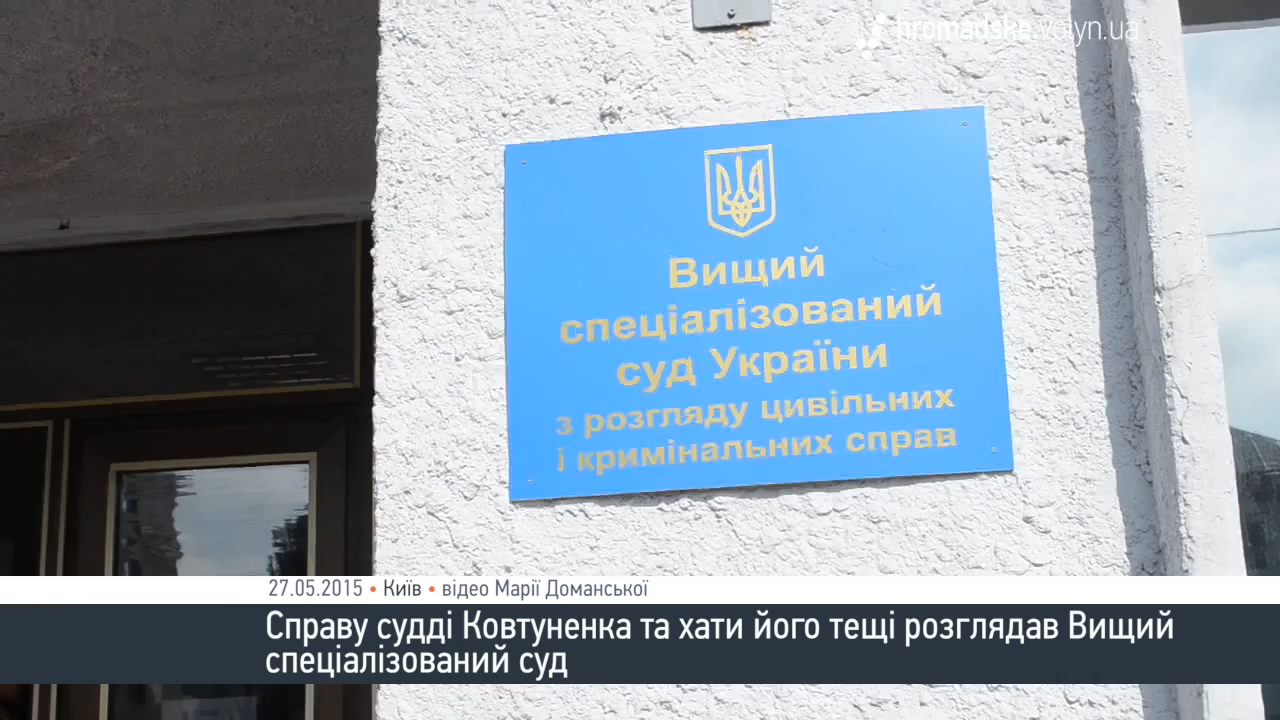 hromadske.volyn.ua
Вищий
спеціалізований
суд України
з розгляду цивільних
і кримінальних справ
27.05.2015 • Київ • відео Марії Доманської
Справу судді Ковтуненка та хати його тещі розглядав Вищий
спеціалізований суд